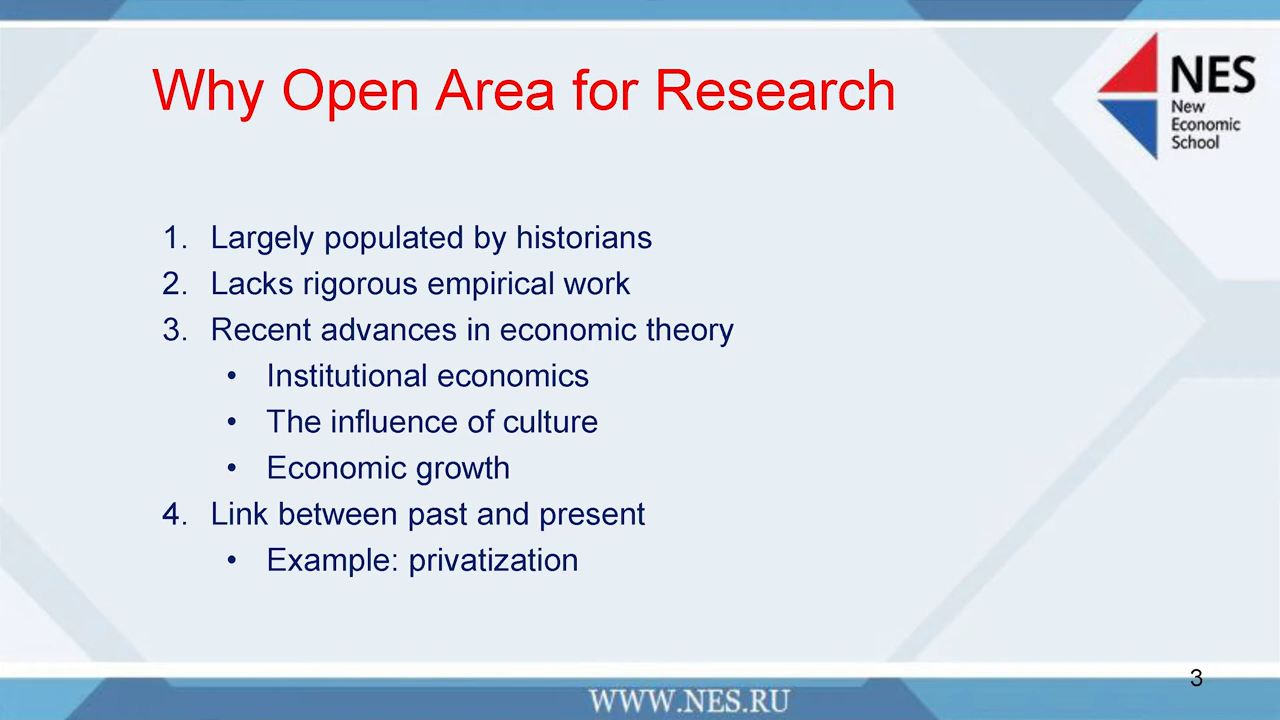 Why Open Area for Research
NES
New
Economic
School
1. Largely populated by historians
2. Lacks rigorous empirical work
3. Recent advances in economic theory
• Institutional economics
• The influence of culture
• Economic growth
4. Link between past and present
• Example: privatization
3
WWW.NES.RU